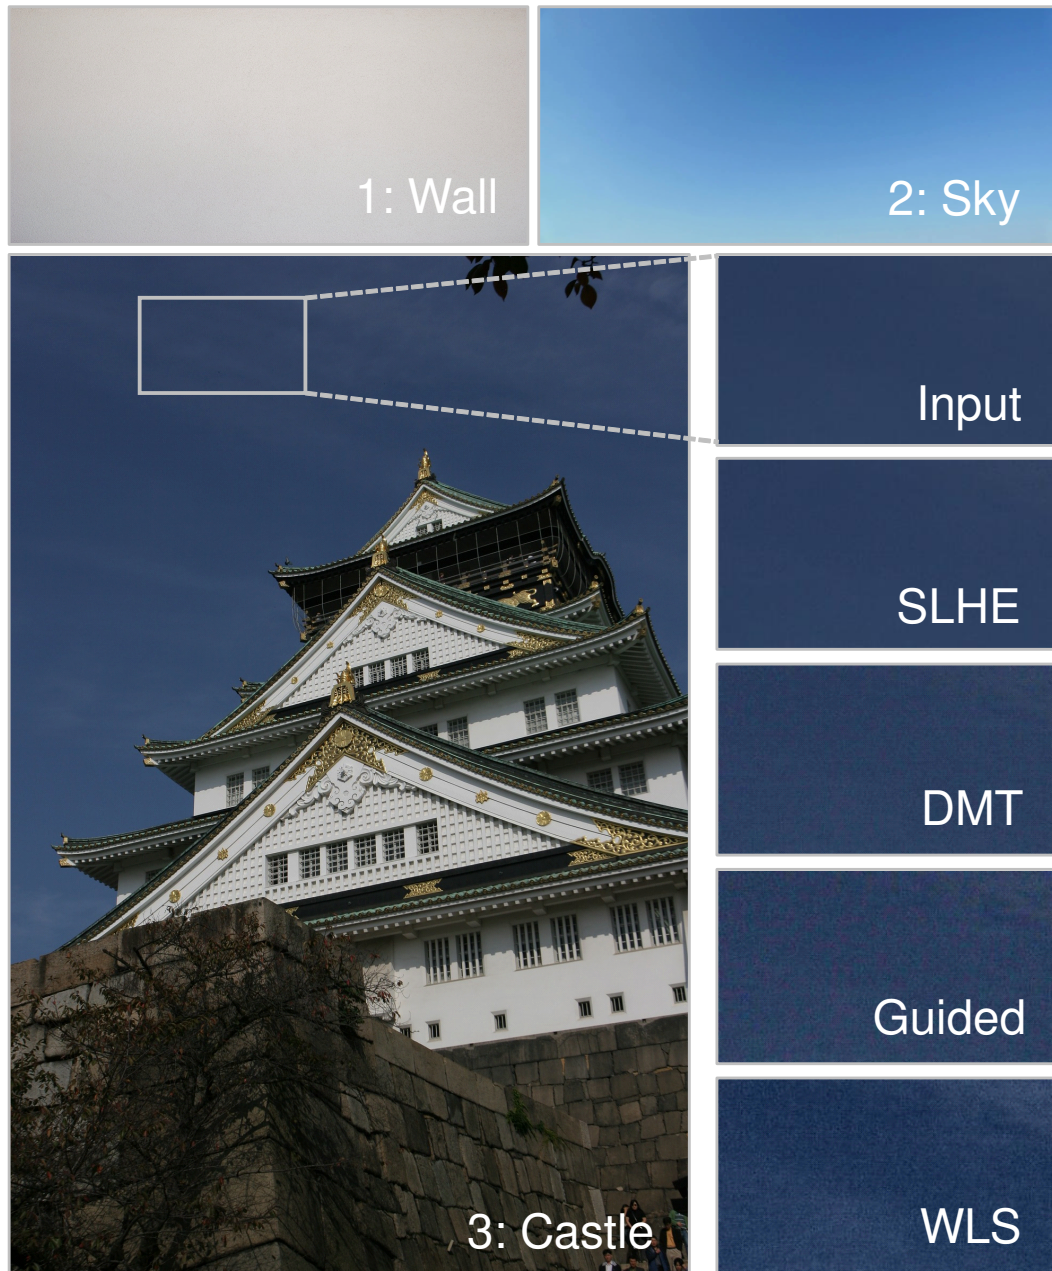 1: Wall
2: Sky
Input
SLHE
DMT
Guided
WLS
3: Castle